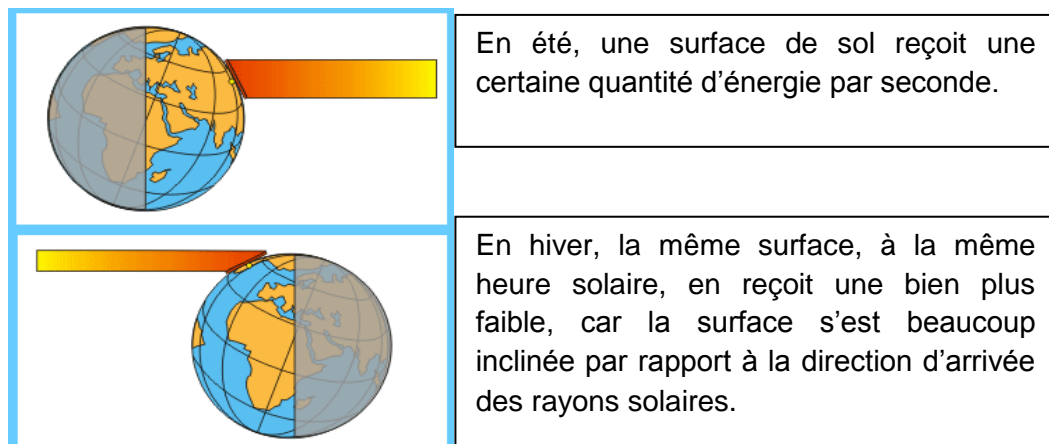 En été, une surface de sol reçoit une
certaine quantité d’énergie par seconde.
En hiver, la même surface, à la même
heure solaire, en reçoit une bien plus
faible, car la surface s’est beaucoup
inclinée par rapport à la direction d’arrivée
des rayons solaires.